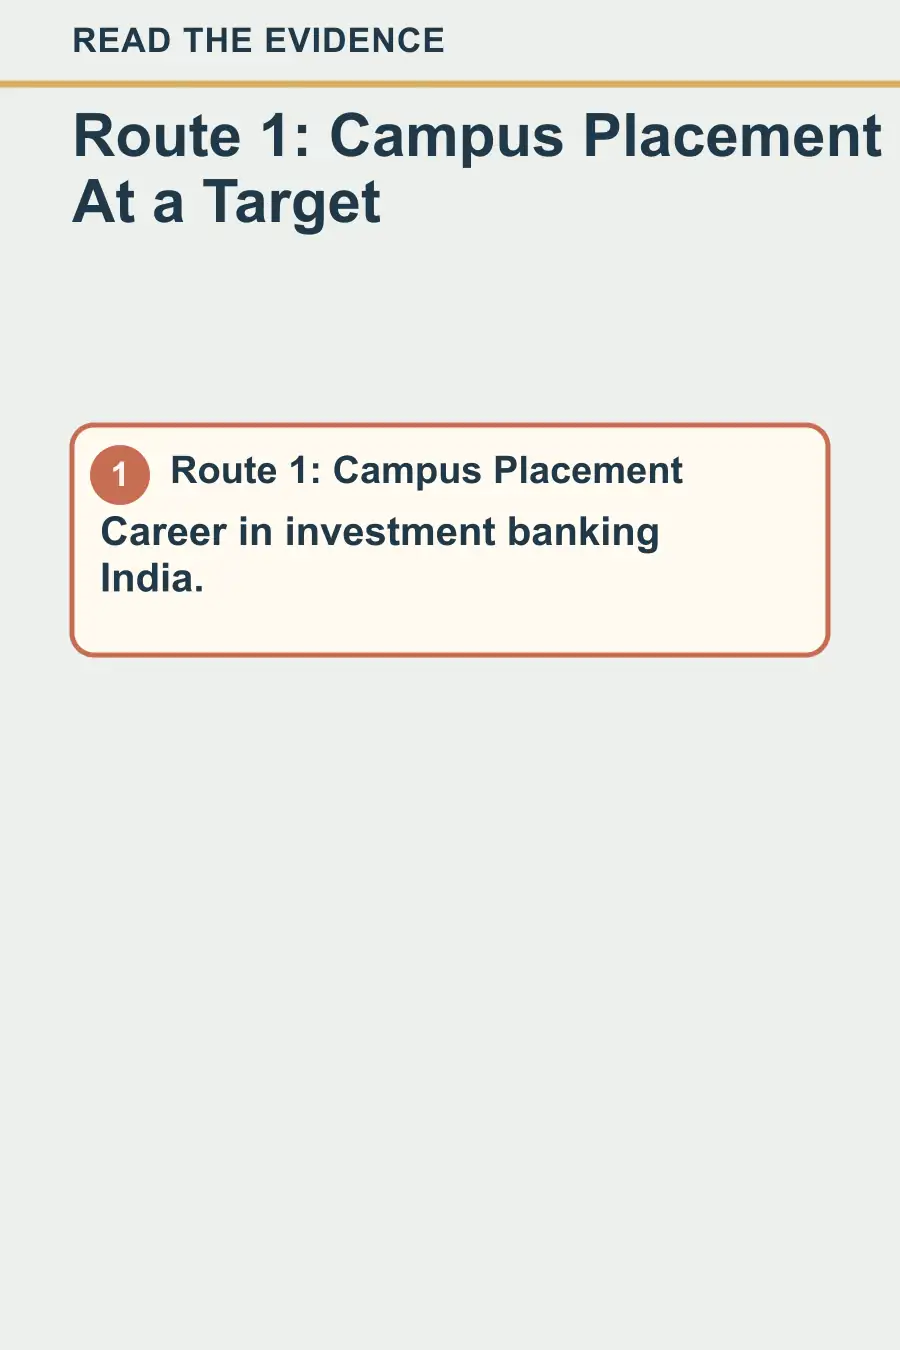 READ THE EVIDENCE
Route 1: Campus Placement
At a Target
1 Route 1: Campus Placement
Career in investment banking
India.